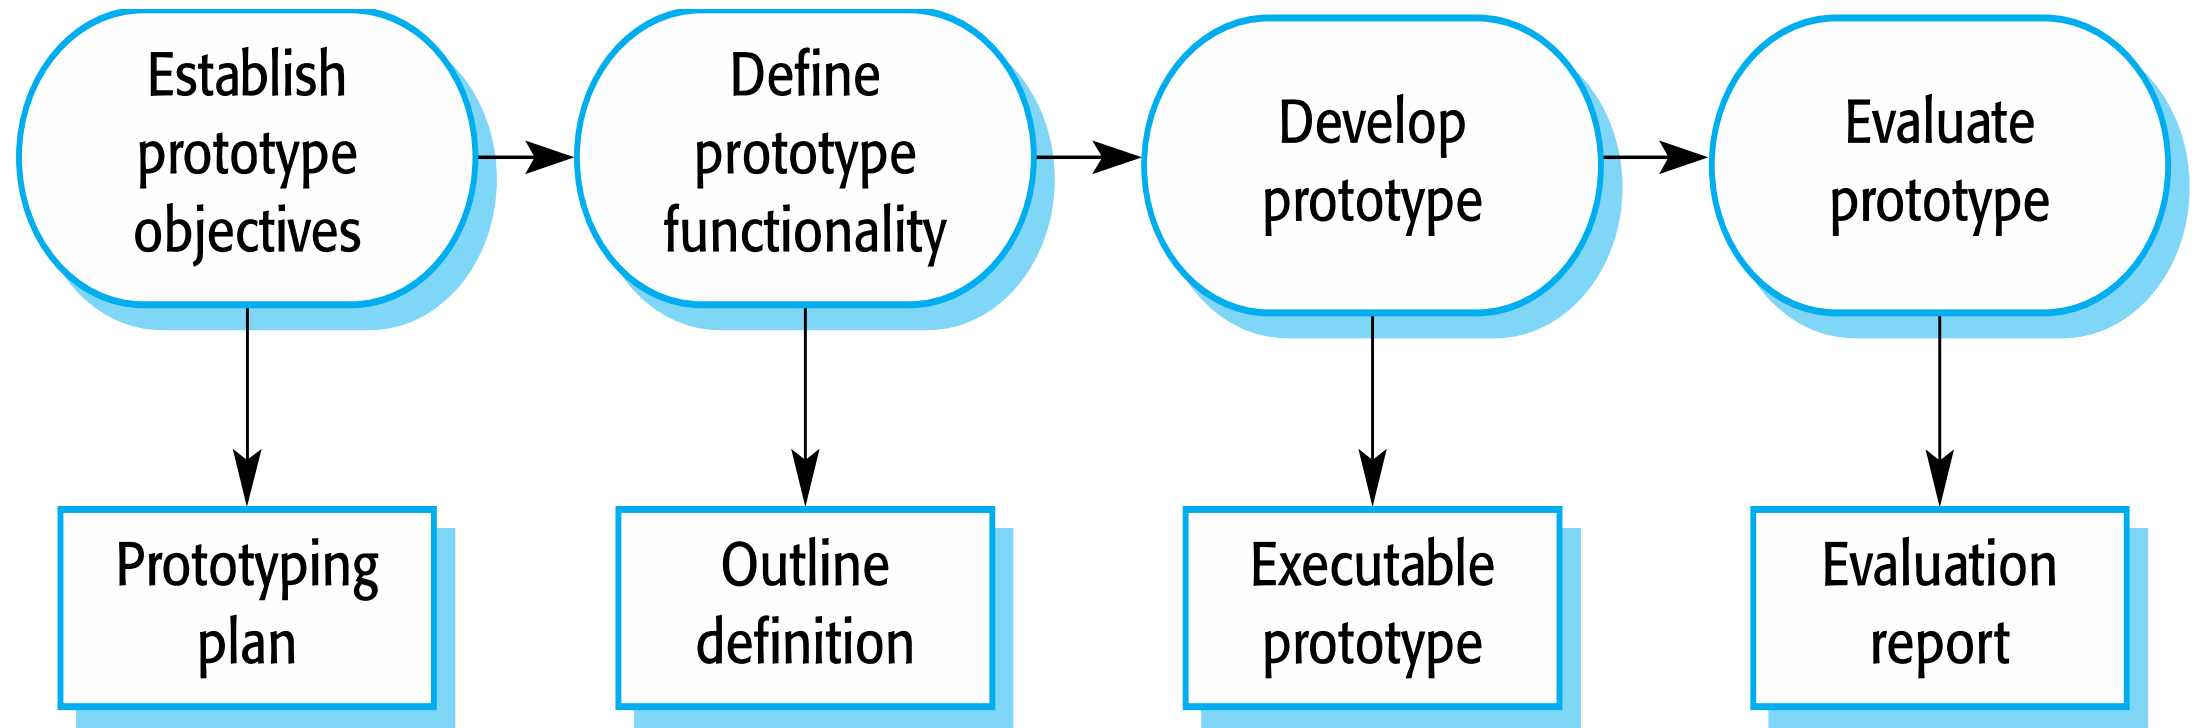 Establish
prototype
objectives
Define
prototype
functionality
Develop
prototype
Evaluate
prototype
Prototyping
plan
Outline
definition
Executable
prototype
Evaluation
report